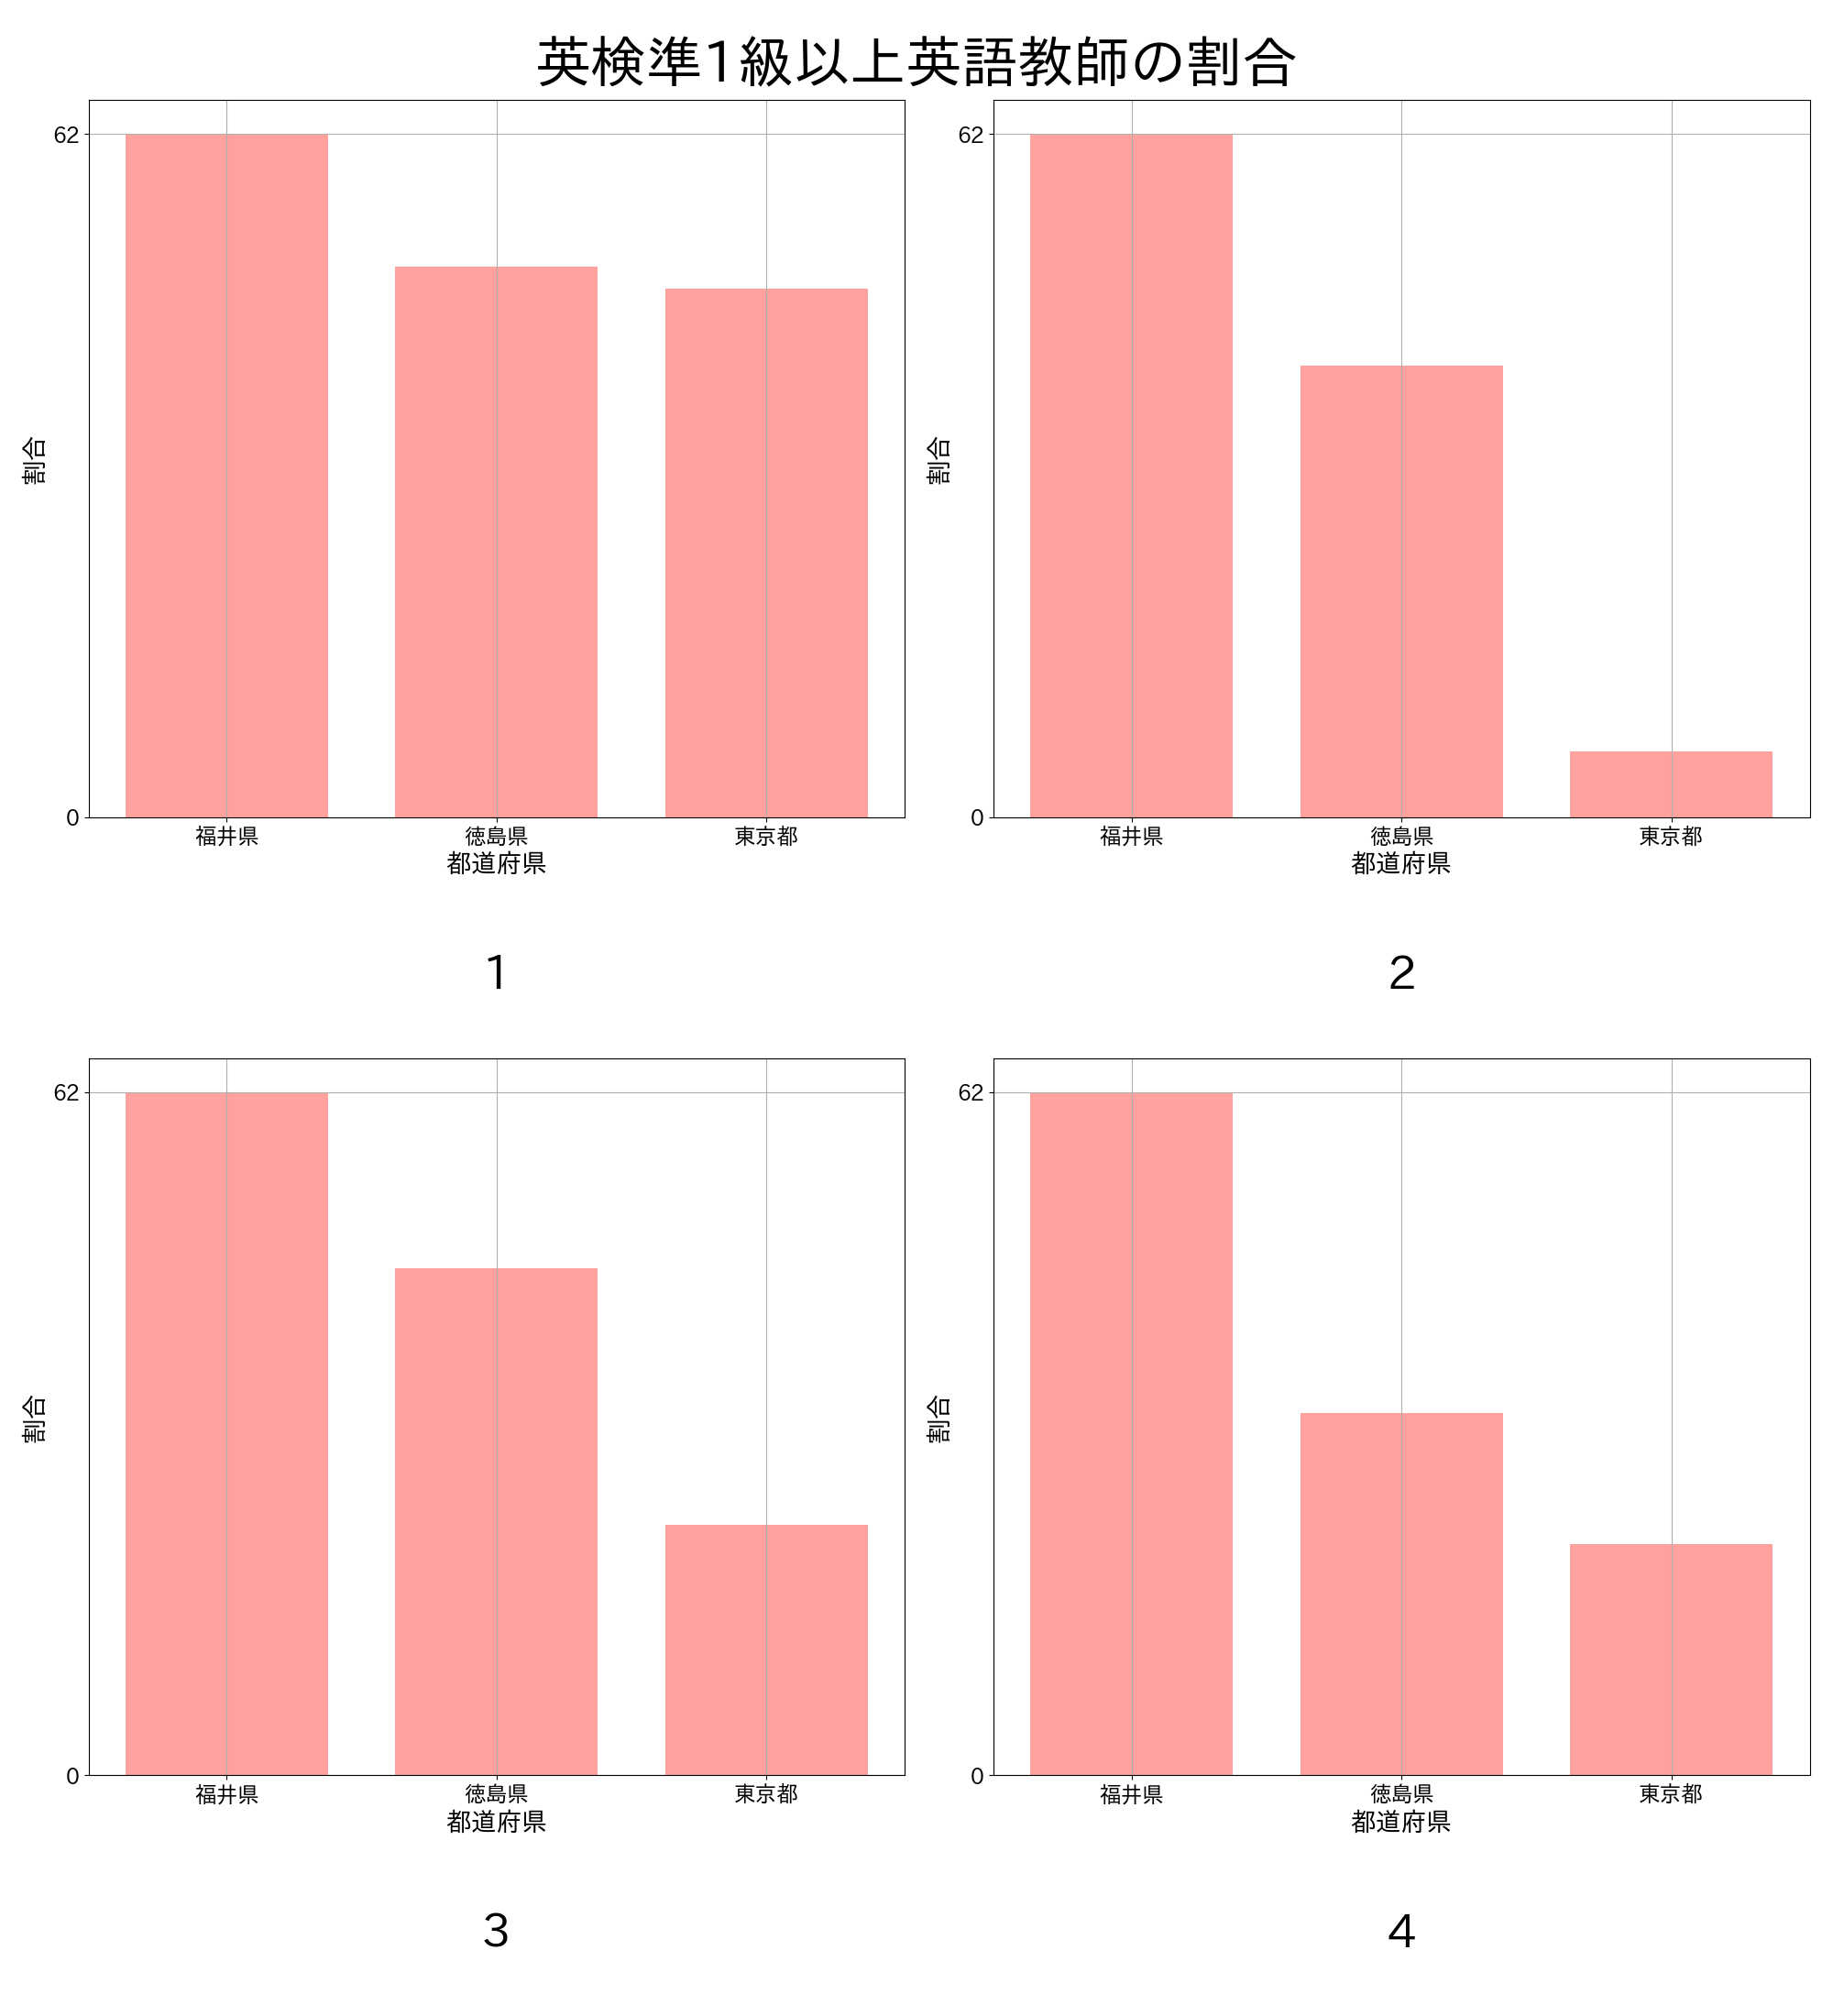 英検準1級以上英語教師の割合
62
0
割合
福井県 徳島県 東京都
都道府県
1
62
0
割合
福井県 徳島県 東京都
都道府県
2
62
0
割合
福井県 徳島県 東京都
都道府県
3
62
0
割合
福井県 徳島県 東京都
都道府県
4